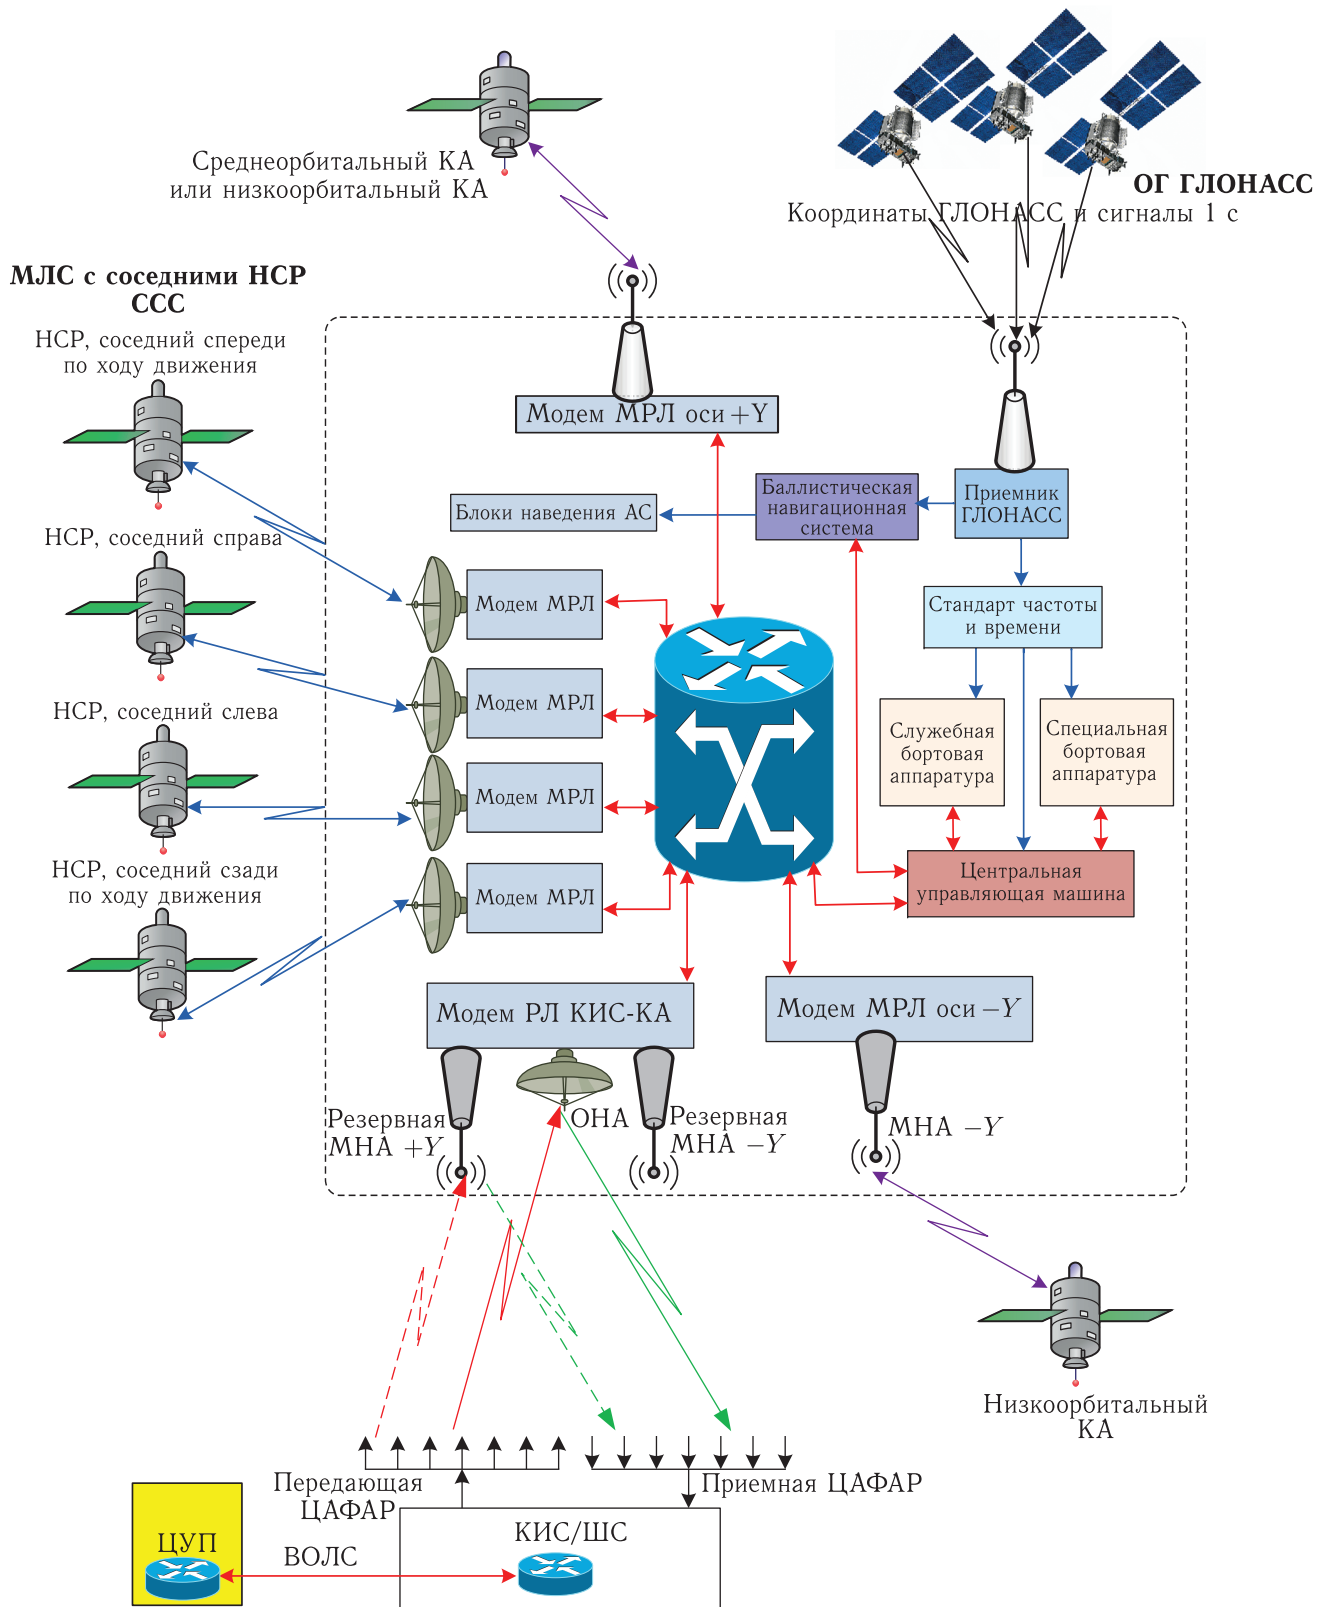 Среднеорбитальный КА
или низкоорбитальный КА
ОГ ГЛОНАСС
Координаты ГЛОНАСС и сигналы 1 с
МЛС с соседними НСР
ССС
НСР, соседний спереди
по ходу движения
Модем МРЛ оси +Y
Баллистическая
навигационная
система
Приемник
ГЛОНАСС
Блоки наведения АС
НСР, соседний справа
Модем МРЛ
Стандарт частоты
и времени
Модем МРЛ
НСР, соседний слева
Служебная
бортовая
аппаратура
Специальная
бортовая
аппаратура
Модем МРЛ
НСР, соседний сзади
по ходу движения
Модем МРЛ
Центральная
управляющая машина
Модем РЛ КИС-КА
Модем МРЛ оси –Y
Резервная
МНА +Y
ОНА
Резервная
МНА –Y
МНА –Y
Низкоорбитальный
КА
Передающая
ЦАФАР
Приемная ЦАФАР
ЦУП
ВОЛС
КИС/ШС